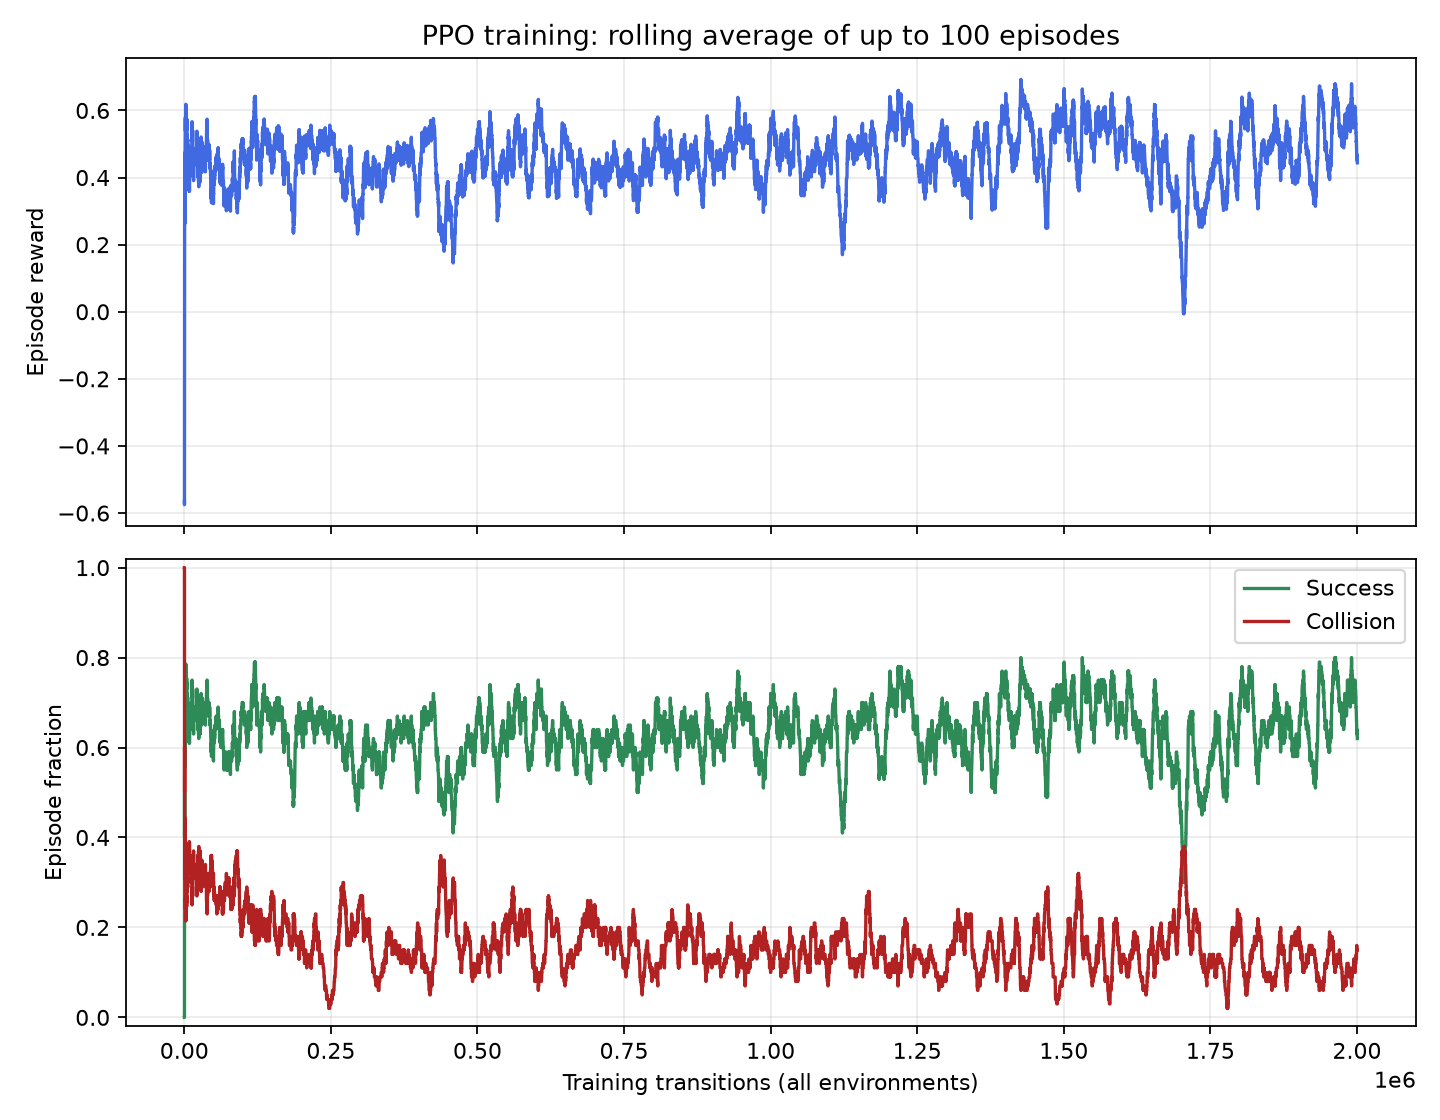 PPO training: rolling average of up to 100 episodes
Episode reward
0.6
0.4
0.2
0.0
−0.2
−0.4
−0.6
Episode fraction
1.0
0.8
0.6
0.4
0.2
0.0
Success
Collision
0.00 0.25 0.50 0.75 1.00 1.25 1.50 1.75 2.00
1e6
Training transitions (all environments)